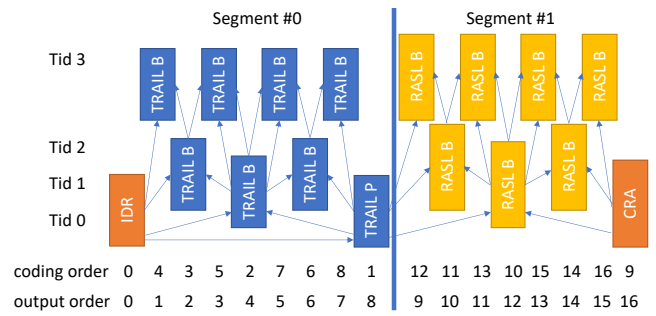 Segment #0 Segment #1
Tid 3 TRAIL B TRAIL B TRAIL B TRAIL B RASL B RASL B RASL B RASL B
Tid 2 TRAIL B TRAIL B RASL B RASL B
Tid 1 TRAIL B RASL B
Tid 0 IDR TRAIL P CRA
coding order 0 4 3 5 2 7 6 8 1 12 11 13 10 15 14 16 9
output order 0 1 2 3 4 5 6 7 8 9 10 11 12 13 14 15 16